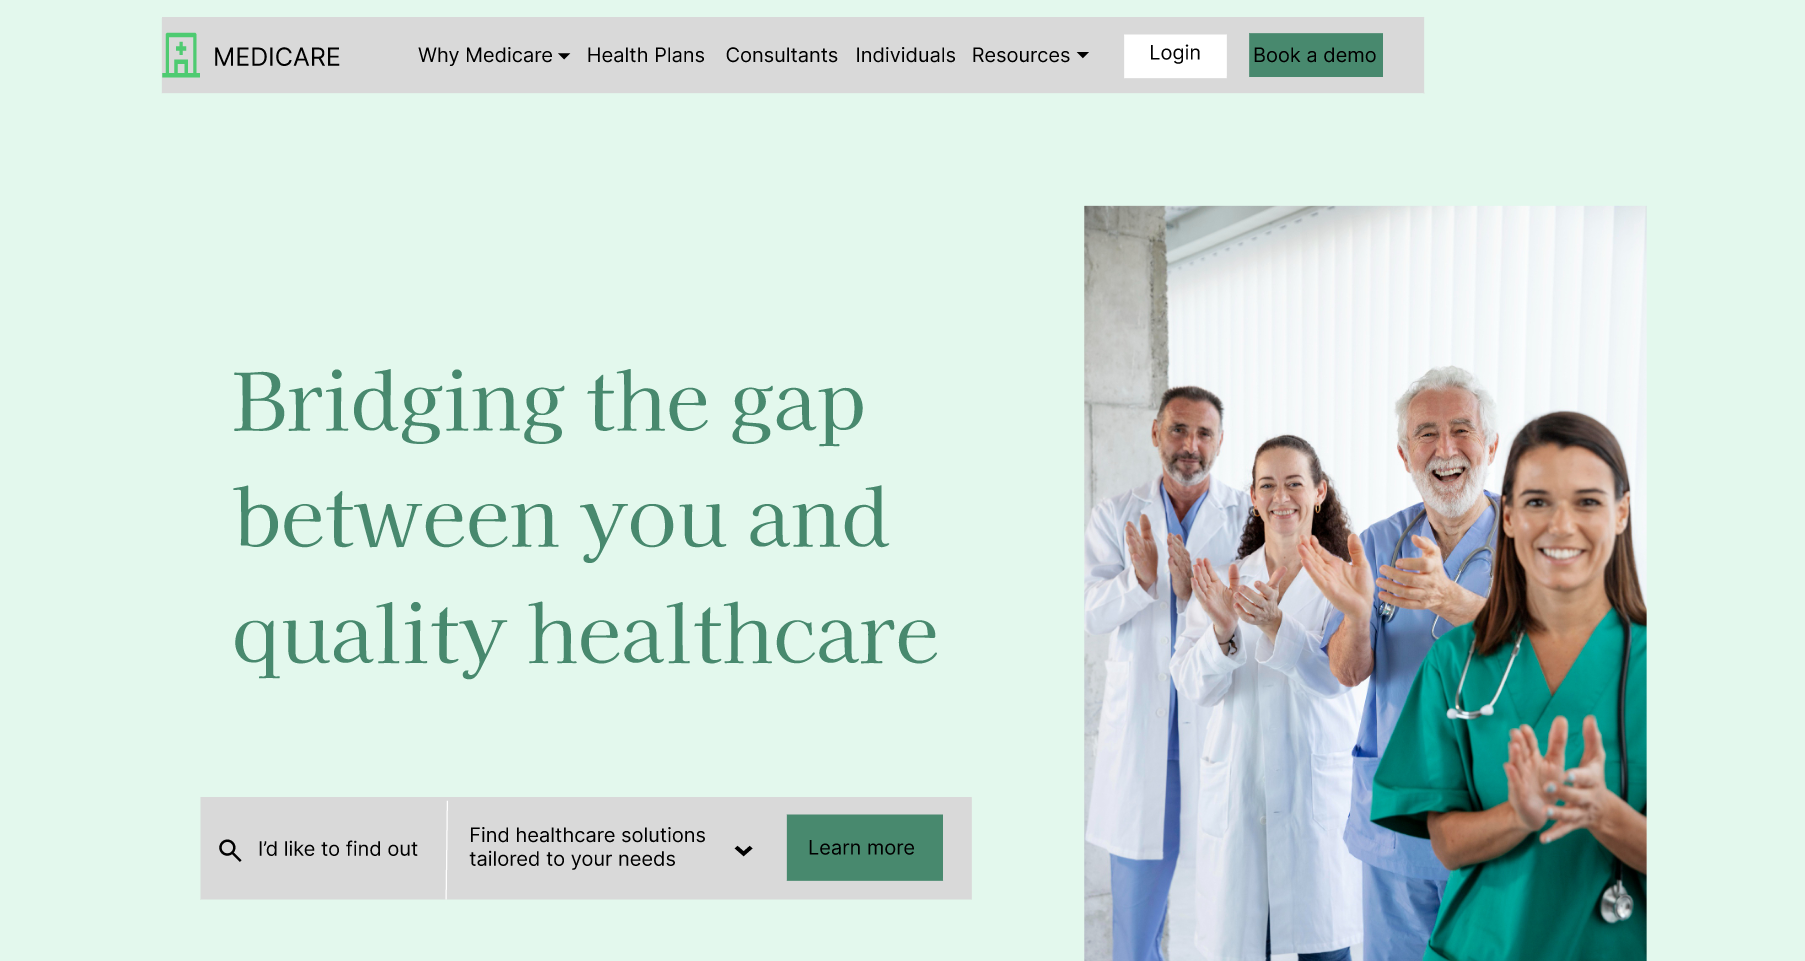 MEDICARE
Why Medicare
Health Plans
Consultants
Individuals
Resources
Login
Book a demo
Bridging the gap
between you and
quality healthcare
I’d like to find out
Find healthcare solutions
tailored to your needs
Learn more